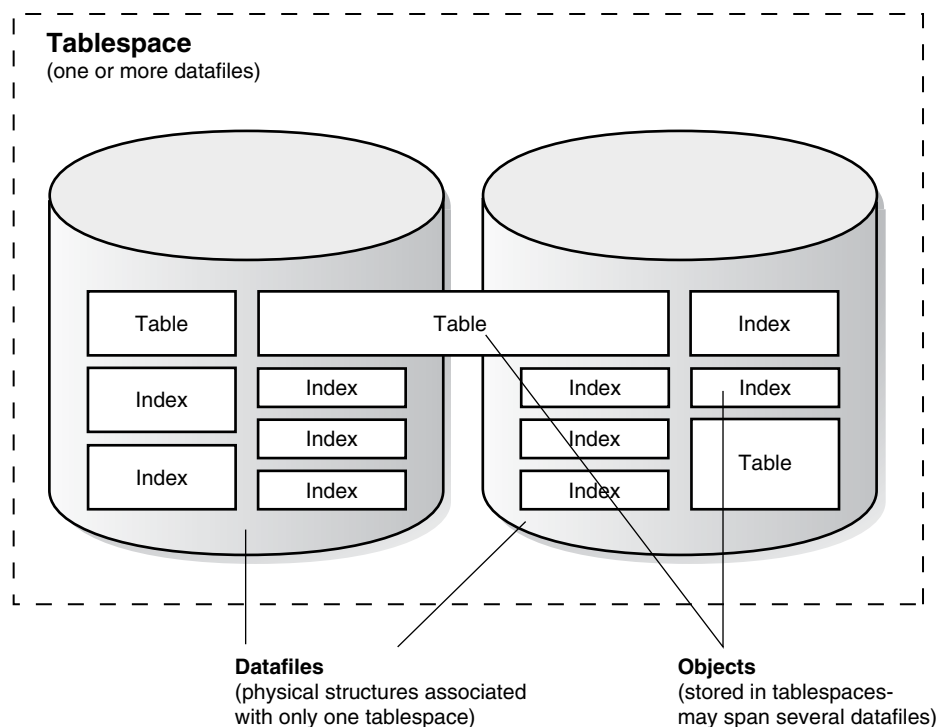 Tablespace
(one or more datafiles)
Table
Table
Index
Index
Index
Index
Index
Index
Index
Index
Table
Index
Index
Index
Datafiles
(physical structures associated
with only one tablespace)
Objects
(stored in tablespaces-
may span several datafiles)